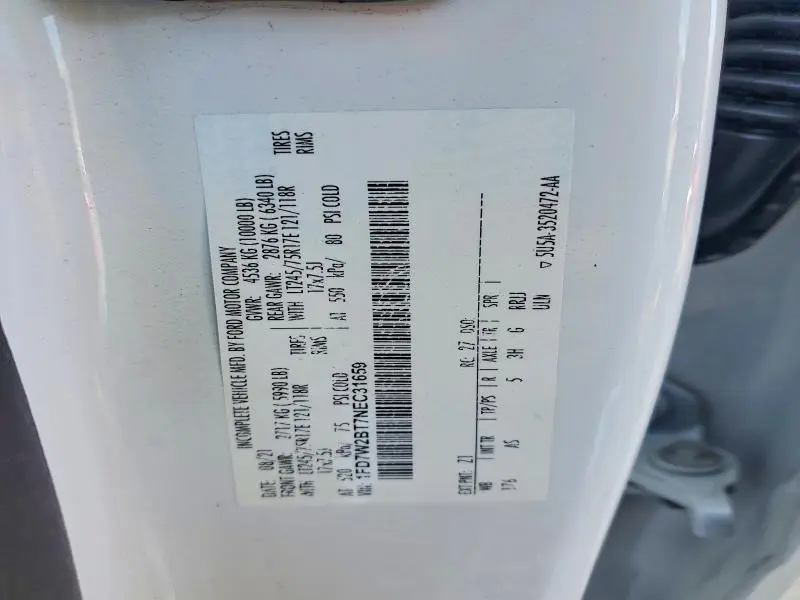 INCOMPLETE VEHICLE MFD. BY FORD MOTOR COMPANY
DATE: 08/21 GVWR: 4536 KG (10000 LB)
FRONT GAWR: 2717 KG (5990 LB) REAR GAWR: 2876 KG (6340 LB)
WITH LT245/75R17E 121/118R TIRES WITH LT245/75R17E 121/118R TIRES
17x7.5J RIMS 17x7.5J RIMS
AT 520 kPa/ 75 PSI COLD AT 550 kPa/ 80 PSI COLD
VIN: 1FD7W2BT7NEC31659
EXT PNT: Z1 RC: 27 DSO:
WB INT TR TP/PS R AXLE TR SPR
176 AS 5 3H G RRUJ
ULN
▽ 5U5A-3520472-AA